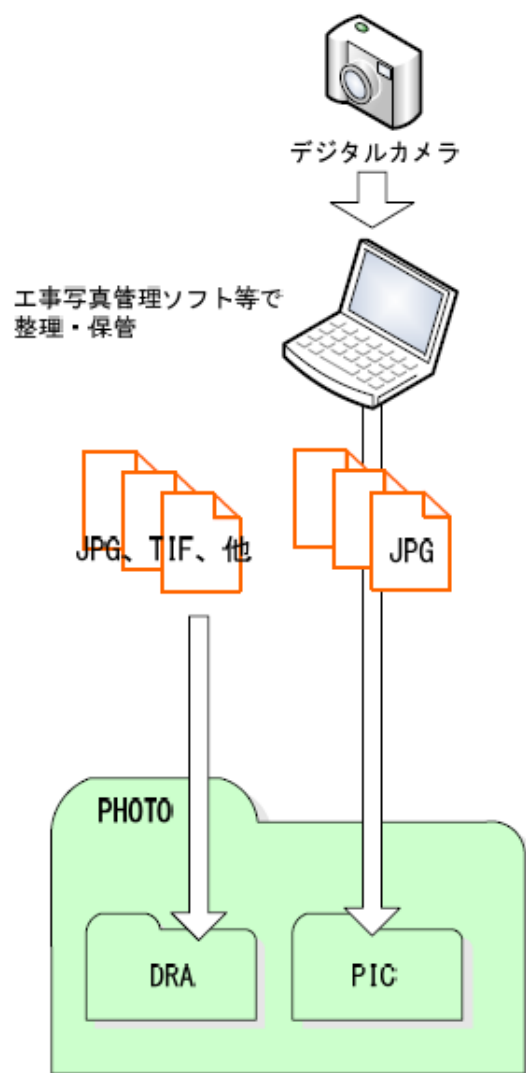 デジタルカメラ
工事写真管理ソフト等で
整理・保管
JPG、TIF、他
JPG
PHOTO
DRA
PIC